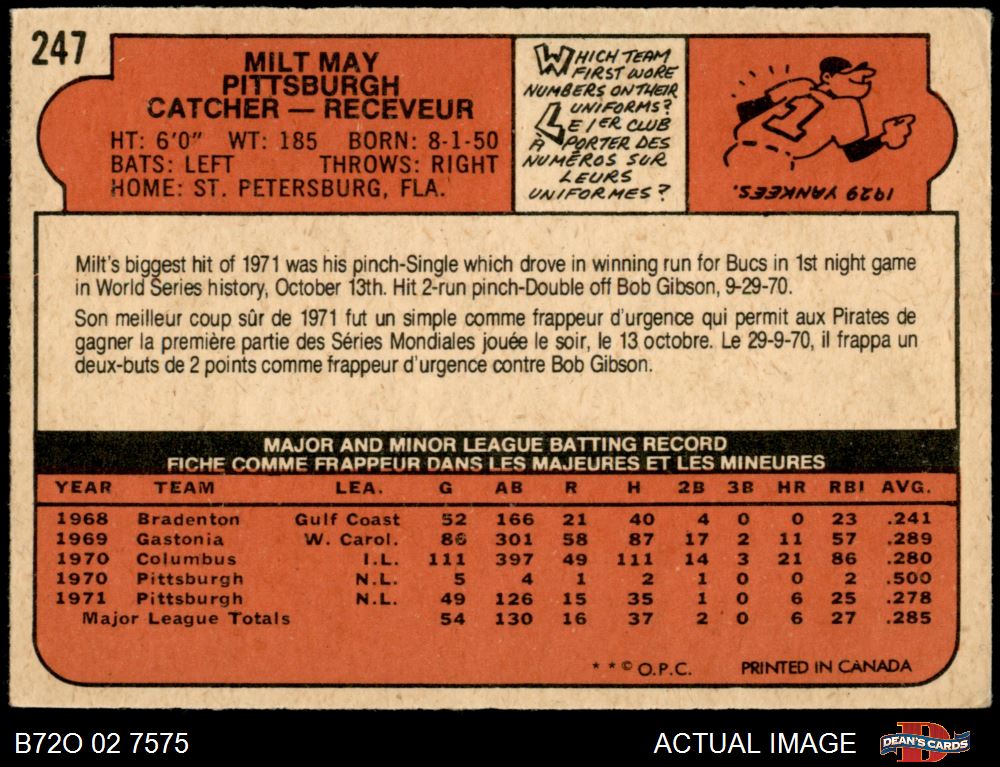 247
MILT MAY
PITTSBURGH
CATCHER — RECEVEUR
HT: 6'0" WT: 185 BORN: 8-1-50
BATS: LEFT THROWS: RIGHT
HOME: ST. PETERSBURG, FLA.
WHICH TEAM
FIRST WORE
NUMBERS ON THEIR
UNIFORMS?
LE 1ER CLUB
À PORTER DES
NUMÉROS SUR
LEURS
UNIFORMES?
1929 YANKEES.
Milt's biggest hit of 1971 was his pinch-Single which drove in winning run for Bucs in 1st night game
in World Series history, October 13th. Hit 2-run pinch-Double off Bob Gibson, 9-29-70.
Son meilleur coup sûr de 1971 fut un simple comme frappeur d'urgence qui permit aux Pirates de
gagner la première partie des Séries Mondiales jouée le soir, le 13 octobre. Le 29-9-70, il frappa un
deux-buts de 2 points comme frappeur d'urgence contre Bob Gibson.
MAJOR AND MINOR LEAGUE BATTING RECORD
FICHE COMME FRAPPEUR DANS LES MAJEURES ET LES MINEURES
YEAR TEAM LEA. G AB R H 2B 3B HR RBI AVG.
1968 Bradenton Gulf Coast 52 166 21 40 4 0 0 23 .241
1969 Gastonia W. Carol. 86 301 58 87 17 2 11 57 .289
1970 Columbus I.L. 111 397 49 111 14 3 21 86 .280
1970 Pittsburgh N.L. 5 4 1 2 1 0 0 2 .500
1971 Pittsburgh N.L. 49 126 15 35 1 0 6 25 .278
Major League Totals 54 130 16 37 2 0 6 27 .285
* * © O.P.C. PRINTED IN CANADA
B72O 02 7575
ACTUAL IMAGE
D
DEAN'S CARDS